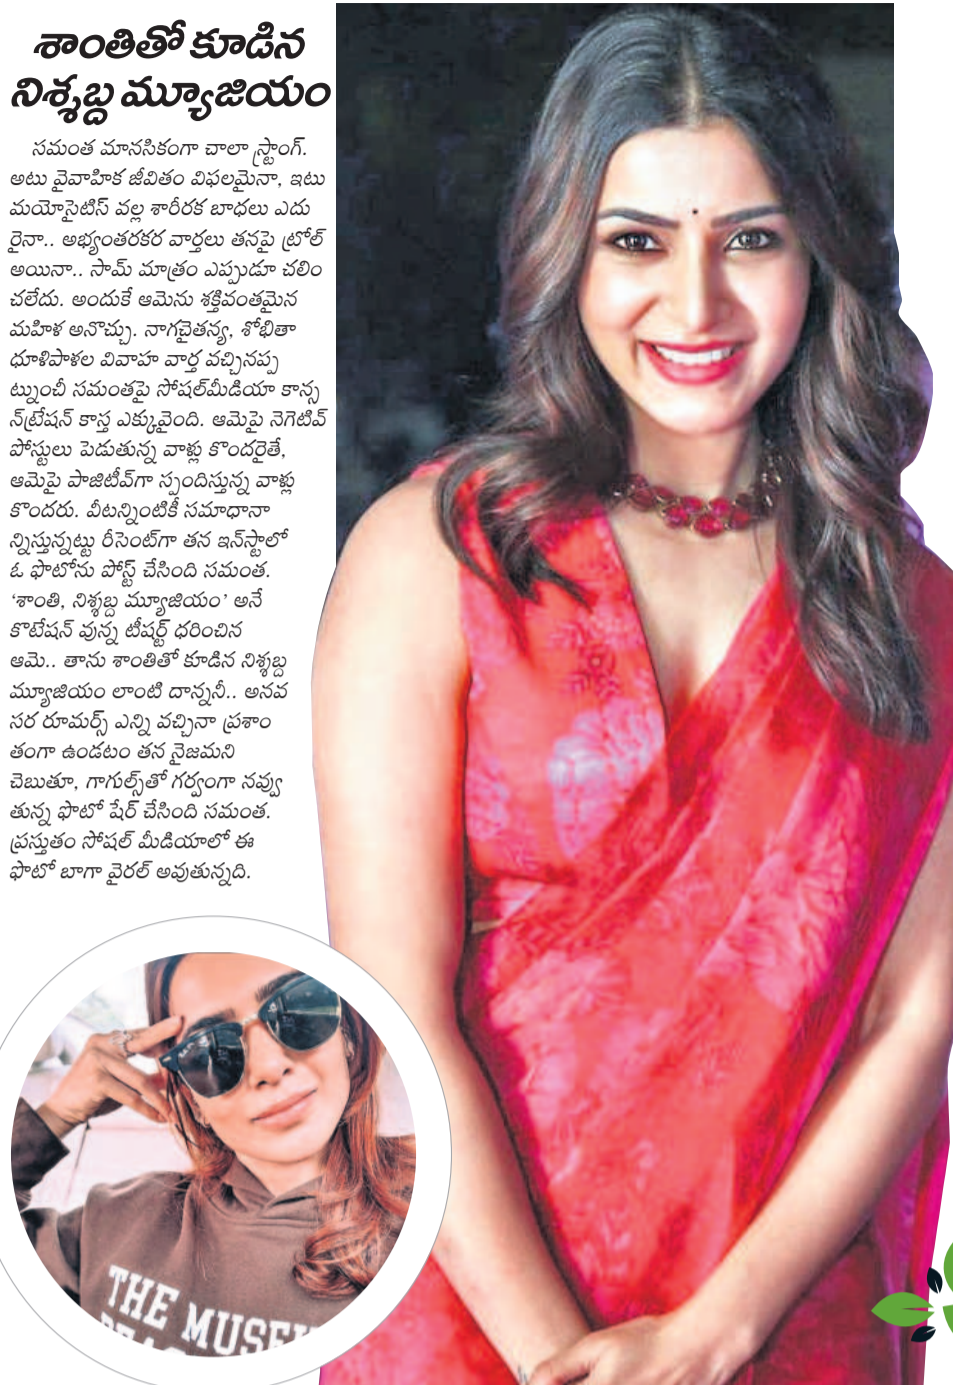 శాంతితో కూడిన
నిశ్శబ్ద మ్యూజియం
సమంత మానసికంగా చాలా స్ట్రాంగ్.
అటు వైవాహిక జీవితం విఫలమైనా, ఇటు
మయోసైటిస్ వల్ల శారీరక బాధలు ఎదు
రైనా.. అభ్యంతరకర వార్తలు తనపై ట్రోల్
అయినా.. సామ్ మాత్రం ఎప్పుడూ చలిం
చలేదు. అందుకే ఆమెను శక్తివంతమైన
మహిళ అనొచ్చు. నాగచైతన్య, శోభితా
ధూళిపాళల వివాహ వార్త వచ్చినప్ప
ట్నుంచీ సమంతపై సోషల్‌మీడియా కాన్స
న్‌ట్రేషన్ కాస్త ఎక్కువైంది. ఆమెపై నెగెటివ్
పోస్టులు పెడుతున్న వాళ్లు కొందరైతే,
ఆమెపై పాజిటీవ్‌గా స్పందిస్తున్న వాళ్లు
కొందరు. వీటన్నింటికీ సమాధానా
న్నిస్తున్నట్టు రీసెంట్‌గా తన ఇన్‌స్టాలో
ఓ ఫొటోను పోస్ట్ చేసింది సమంత.
‘శాంతి, నిశ్శబ్ద మ్యూజియం’ అనే
కొటేషన్ వున్న టీషర్ట్ ధరించిన
ఆమె.. తాను శాంతితో కూడిన నిశ్శబ్ద
మ్యూజియం లాంటి దాన్ననీ.. అనవ
సర రూమర్స్ ఎన్ని వచ్చినా ప్రశాం
తంగా ఉండటం తన నైజమని
చెబుతూ, గాగుల్స్‌తో గర్వంగా నవ్వు
తున్న ఫొటో షేర్ చేసింది సమంత.
ప్రస్తుతం సోషల్ మీడియాలో ఈ
ఫొటో బాగా వైరల్ అవుతున్నది.
THE